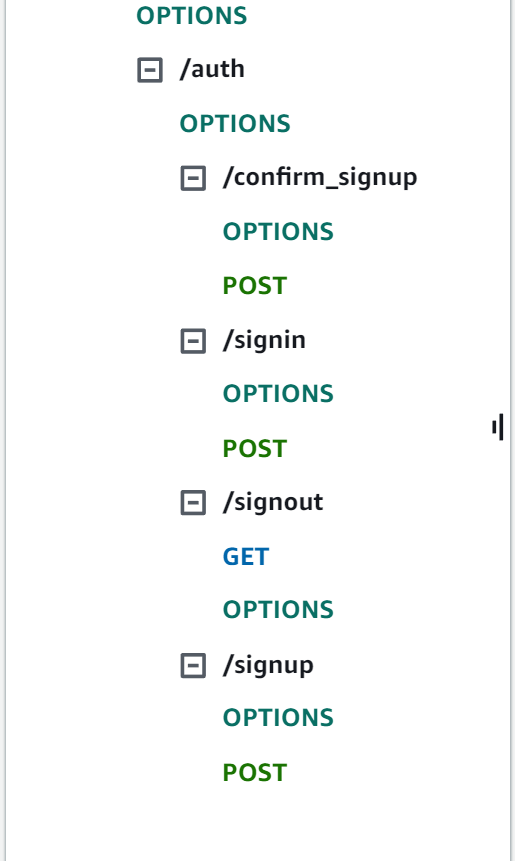 OPTIONS
/auth
OPTIONS
/confirm_signup
OPTIONS
POST
/signin
OPTIONS
POST
/signout
GET
OPTIONS
/signup
OPTIONS
POST